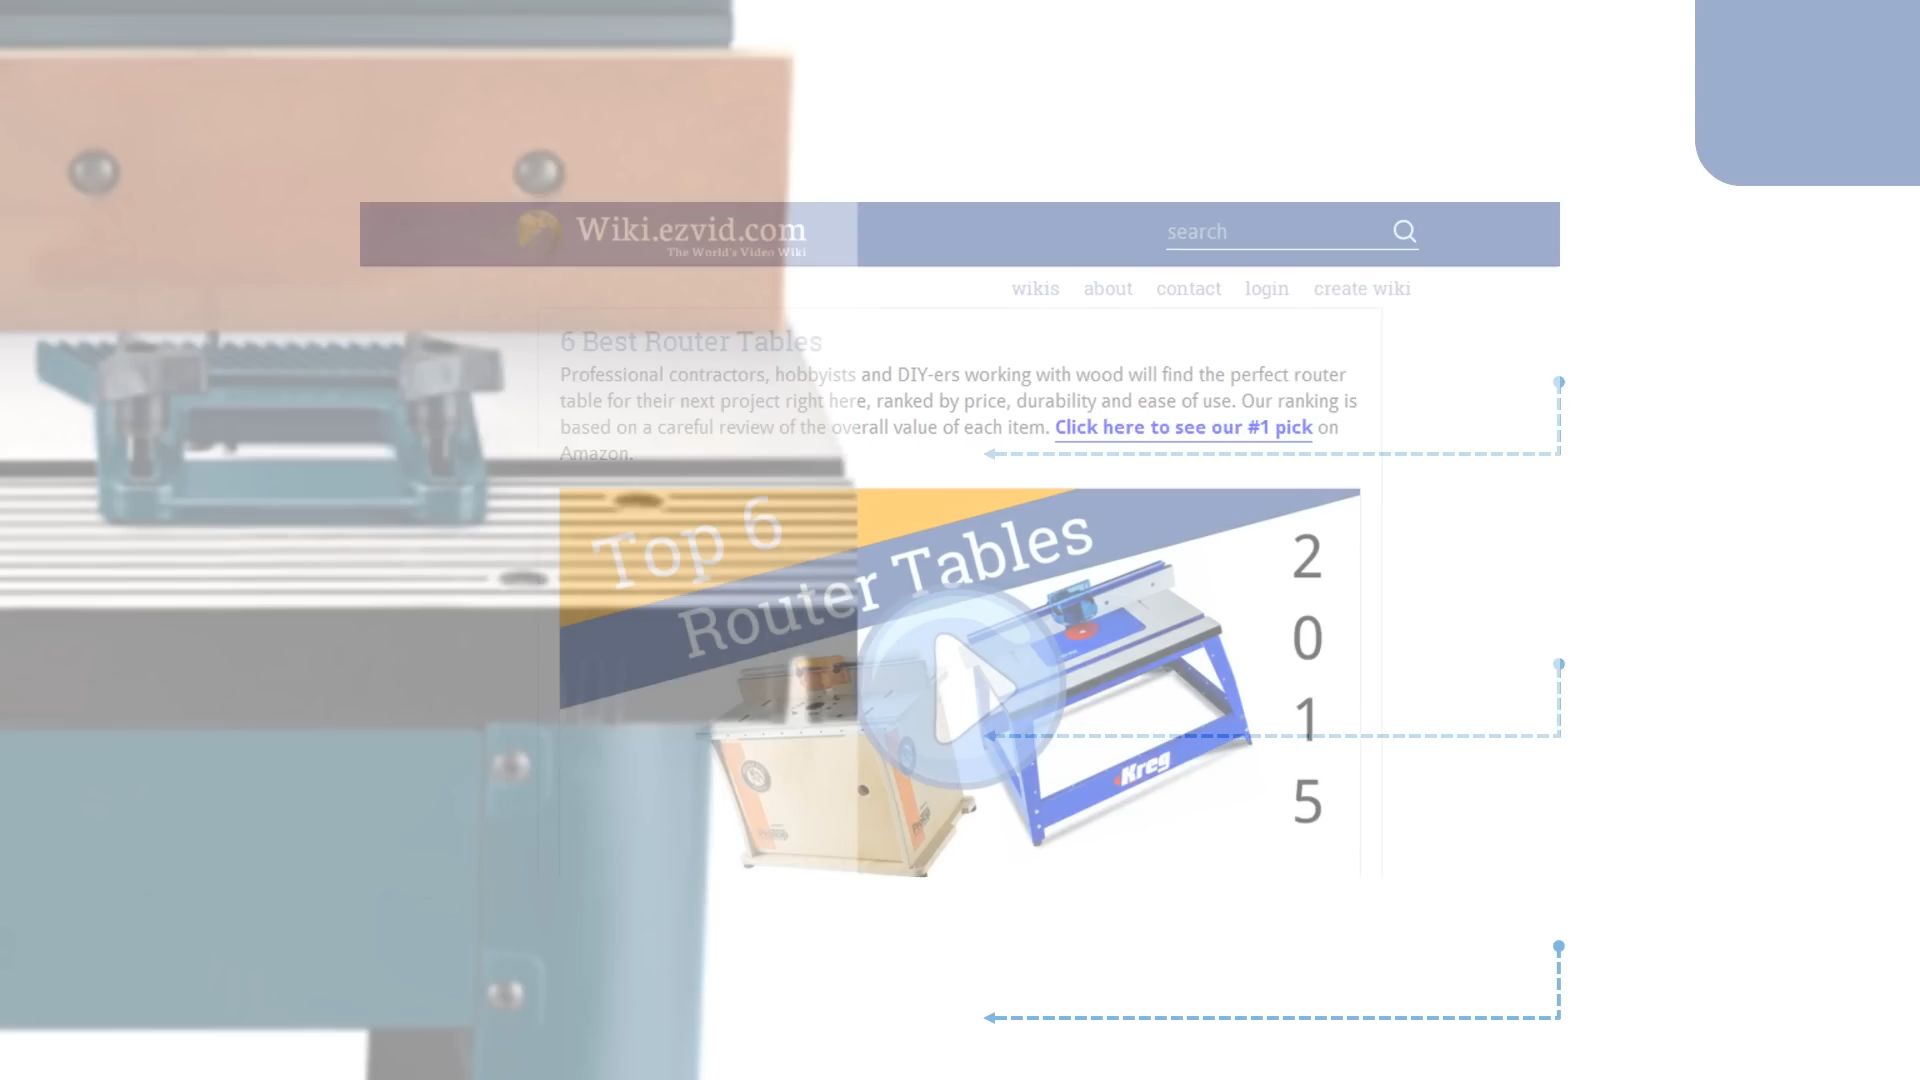 Wiki.ezvid.com
The World's Video Wiki
search
wikis about contact login create wiki
6 Best Router Tables
Professional contractors, hobbyists and DIY-ers working with wood will find the perfect router
table for their next project right here, ranked by price, durability and ease of use. Our ranking is
based on a careful review of the overall value of each item. Click here to see our #1 pick on
Amazon.
Top 6
Router Tables
2
0
1
5
Kreg